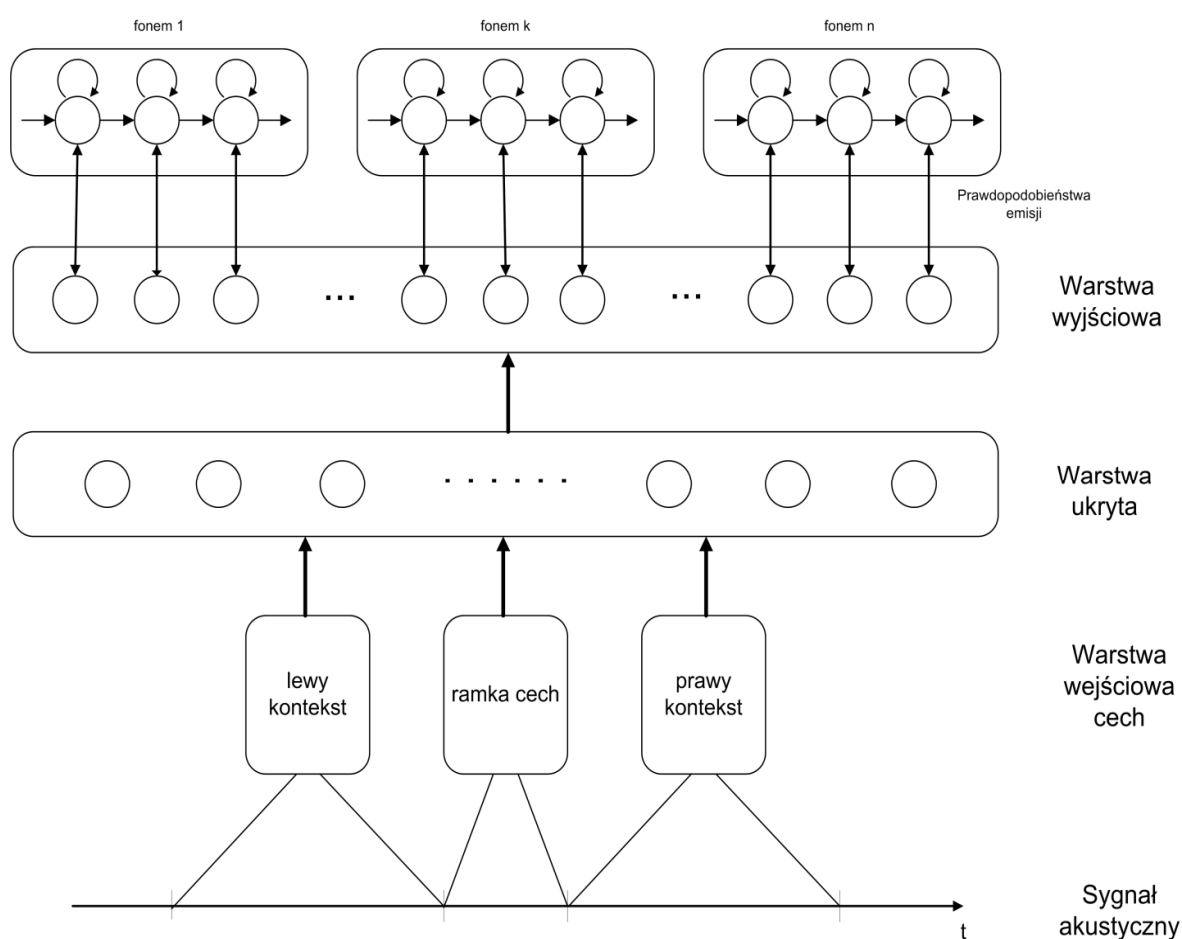 fonem 1
fonem k
fonem n
Prawdopodobieństwa
emisji
...
...
Warstwa
wyjściowa
. . . . . .
Warstwa
ukryta
lewy
kontekst
ramka cech
prawy
kontekst
Warstwa
wejściowa
cech
Sygnał
akustyczny
t